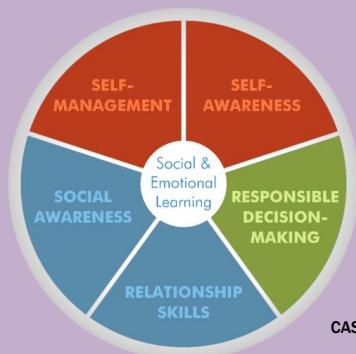 SELF-
MANAGEMENT
SELF-
AWARENESS
Social &
Emotional
Learning
SOCIAL
AWARENESS
RESPONSIBLE
DECISION-
MAKING
RELATIONSHIP
SKILLS
CAS